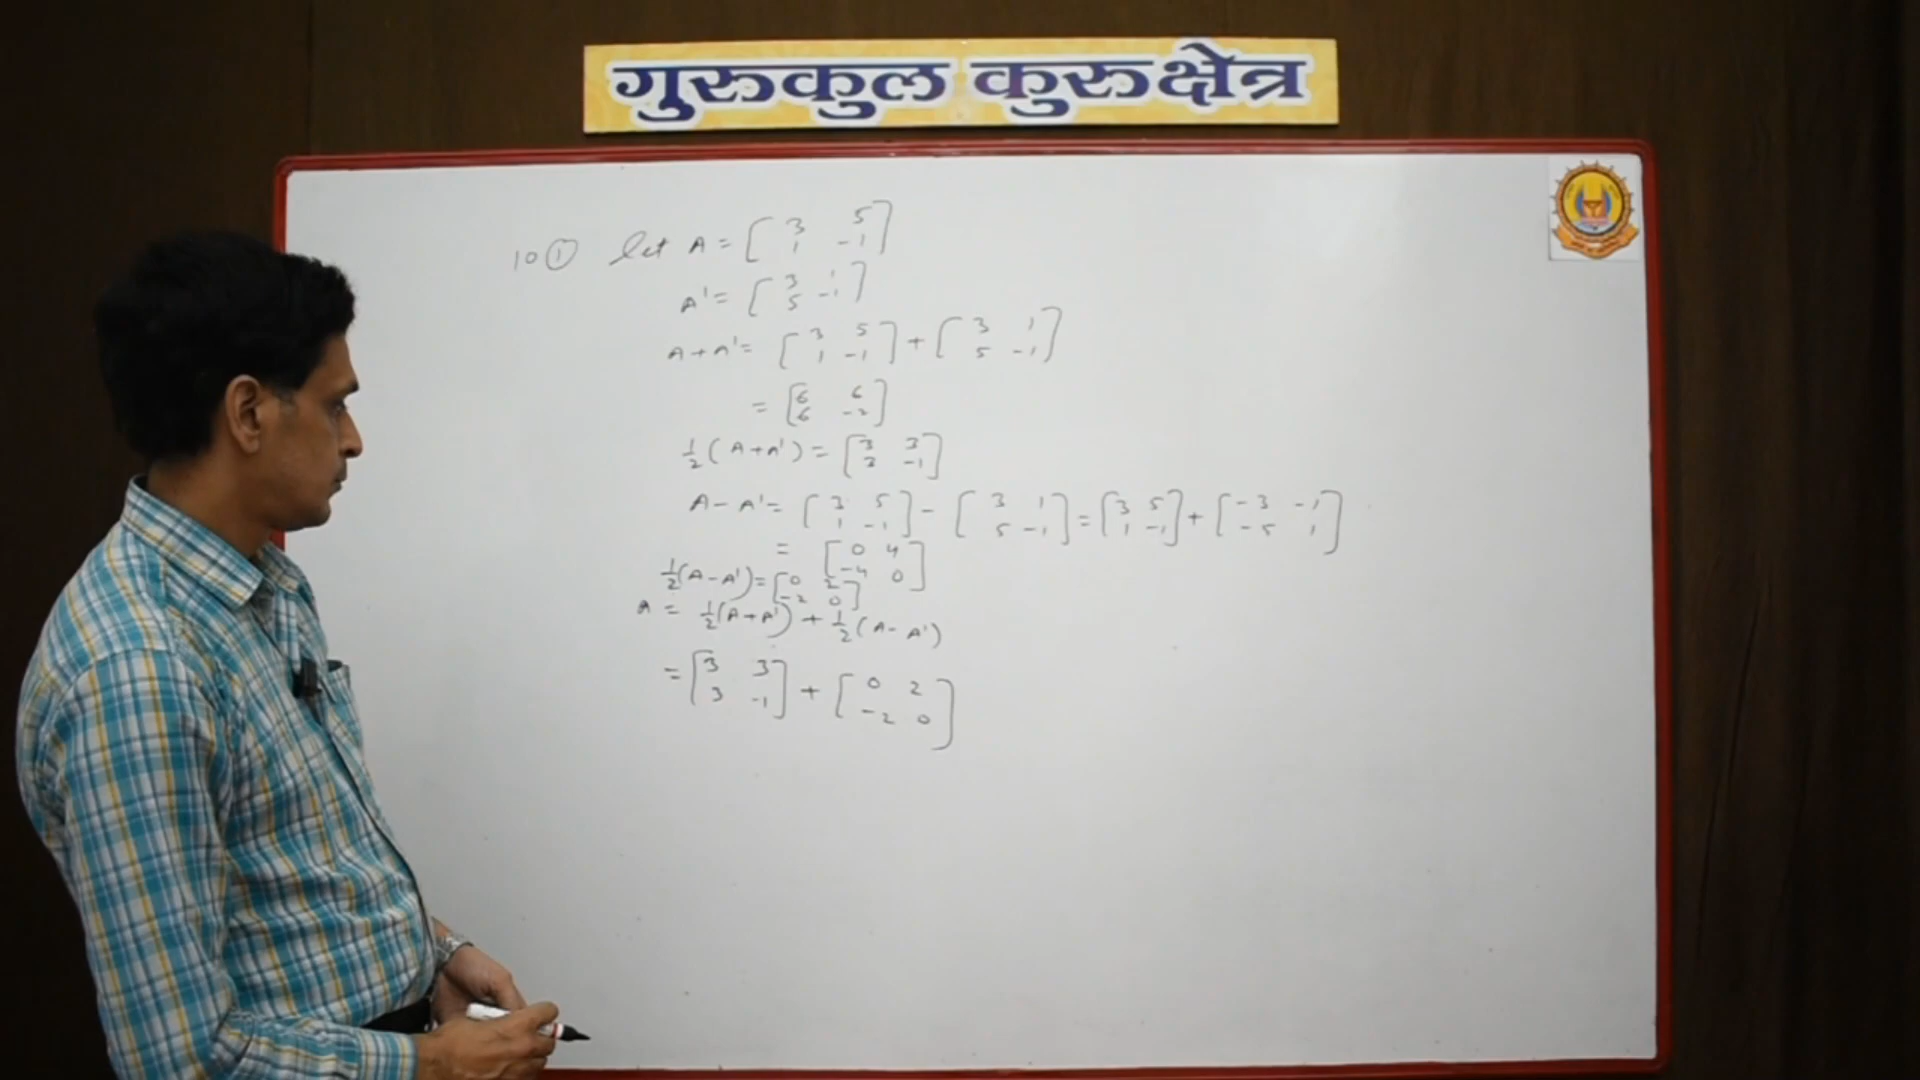 गुरुकुल कुरुक्षेत्र
10 ① let A = [ 3 5 1 -1 ]
A' = [ 3 1 5 -1 ]
A + A' = [ 3 5 1 -1 ] + [ 3 1 5 -1 ]
= [ 6 6 6 -2 ]
1/2 (A + A') = [ 3 3 3 -1 ]
A - A' = [ 3 5 1 -1 ] - [ 3 1 5 -1 ] = [ 3 5 1 -1 ] + [ -3 -1 -5 1 ]
= [ 0 4 -4 0 ]
1/2 (A - A') = [ 0 2 -2 0 ]
A = 1/2 (A + A') + 1/2 (A - A')
= [ 3 3 3 -1 ] + [ 0 2 -2 0 ]